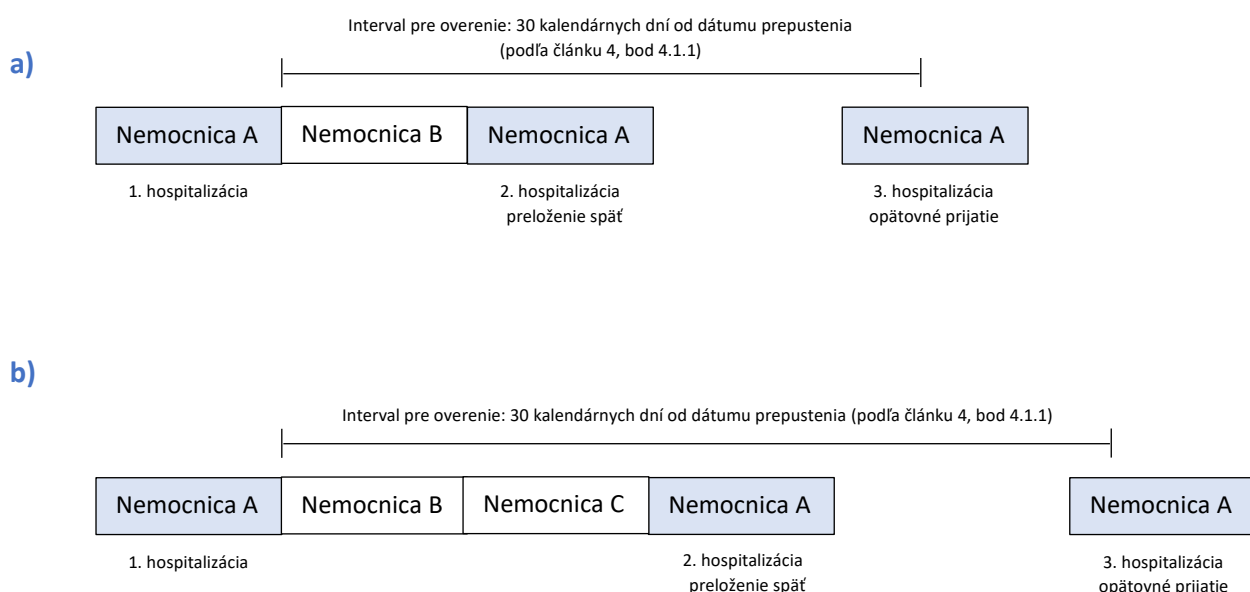 Interval pre overenie: 30 kalendárnych dní od dátumu prepustenia
(podľa článku 4, bod 4.1.1)
a)
Nemocnica A
Nemocnica B
Nemocnica A
Nemocnica A
1. hospitalizácia
2. hospitalizácia
preloženie späť
3. hospitalizácia
opätovné prijatie
b)
Interval pre overenie: 30 kalendárnych dní od dátumu prepustenia (podľa článku 4, bod 4.1.1)
Nemocnica A
Nemocnica B
Nemocnica C
Nemocnica A
Nemocnica A
1. hospitalizácia
2. hospitalizácia
preloženie späť
3. hospitalizácia
opätovné prijatie